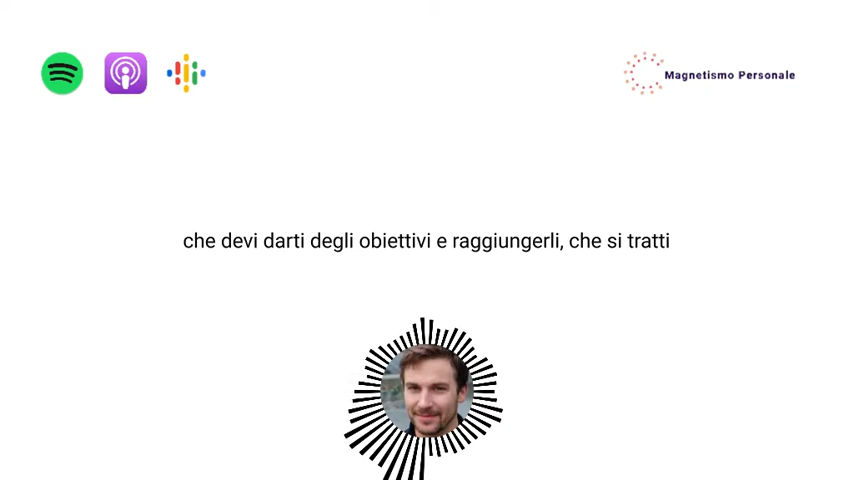 Magnetismo Personale
che devi darti degli obiettivi e raggiungerli, che si tratti